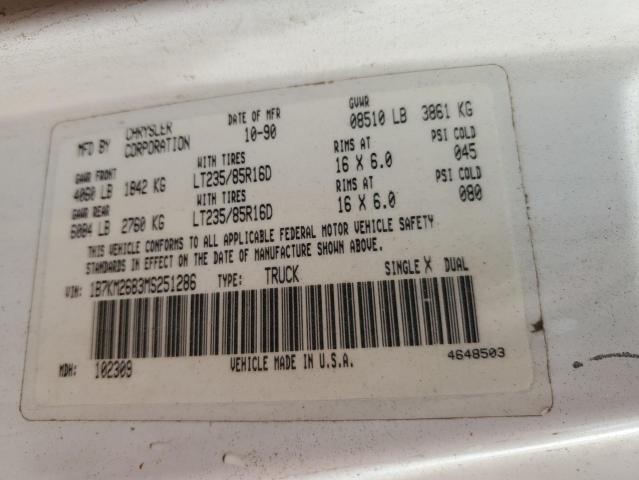 MFD BY CHRYSLER CORPORATION DATE OF MFR 10-90 GVWR 08510 LB 3861 KG
GAWR FRONT WITH TIRES RIMS AT PSI COLD
4060 LB 1842 KG LT235/85R16D 16 X 6.0 045
GAWR REAR WITH TIRES RIMS AT PSI COLD
6084 LB 2760 KG LT235/85R16D 16 X 6.0 080
THIS VEHICLE CONFORMS TO ALL APPLICABLE FEDERAL MOTOR VEHICLE SAFETY
STANDARDS IN EFFECT ON THE DATE OF MANUFACTURE SHOWN ABOVE.
VIN: 1B7KM2683MS251286 TYPE: TRUCK SINGLE X DUAL
MDH: 102309 VEHICLE MADE IN U.S.A. 4648503